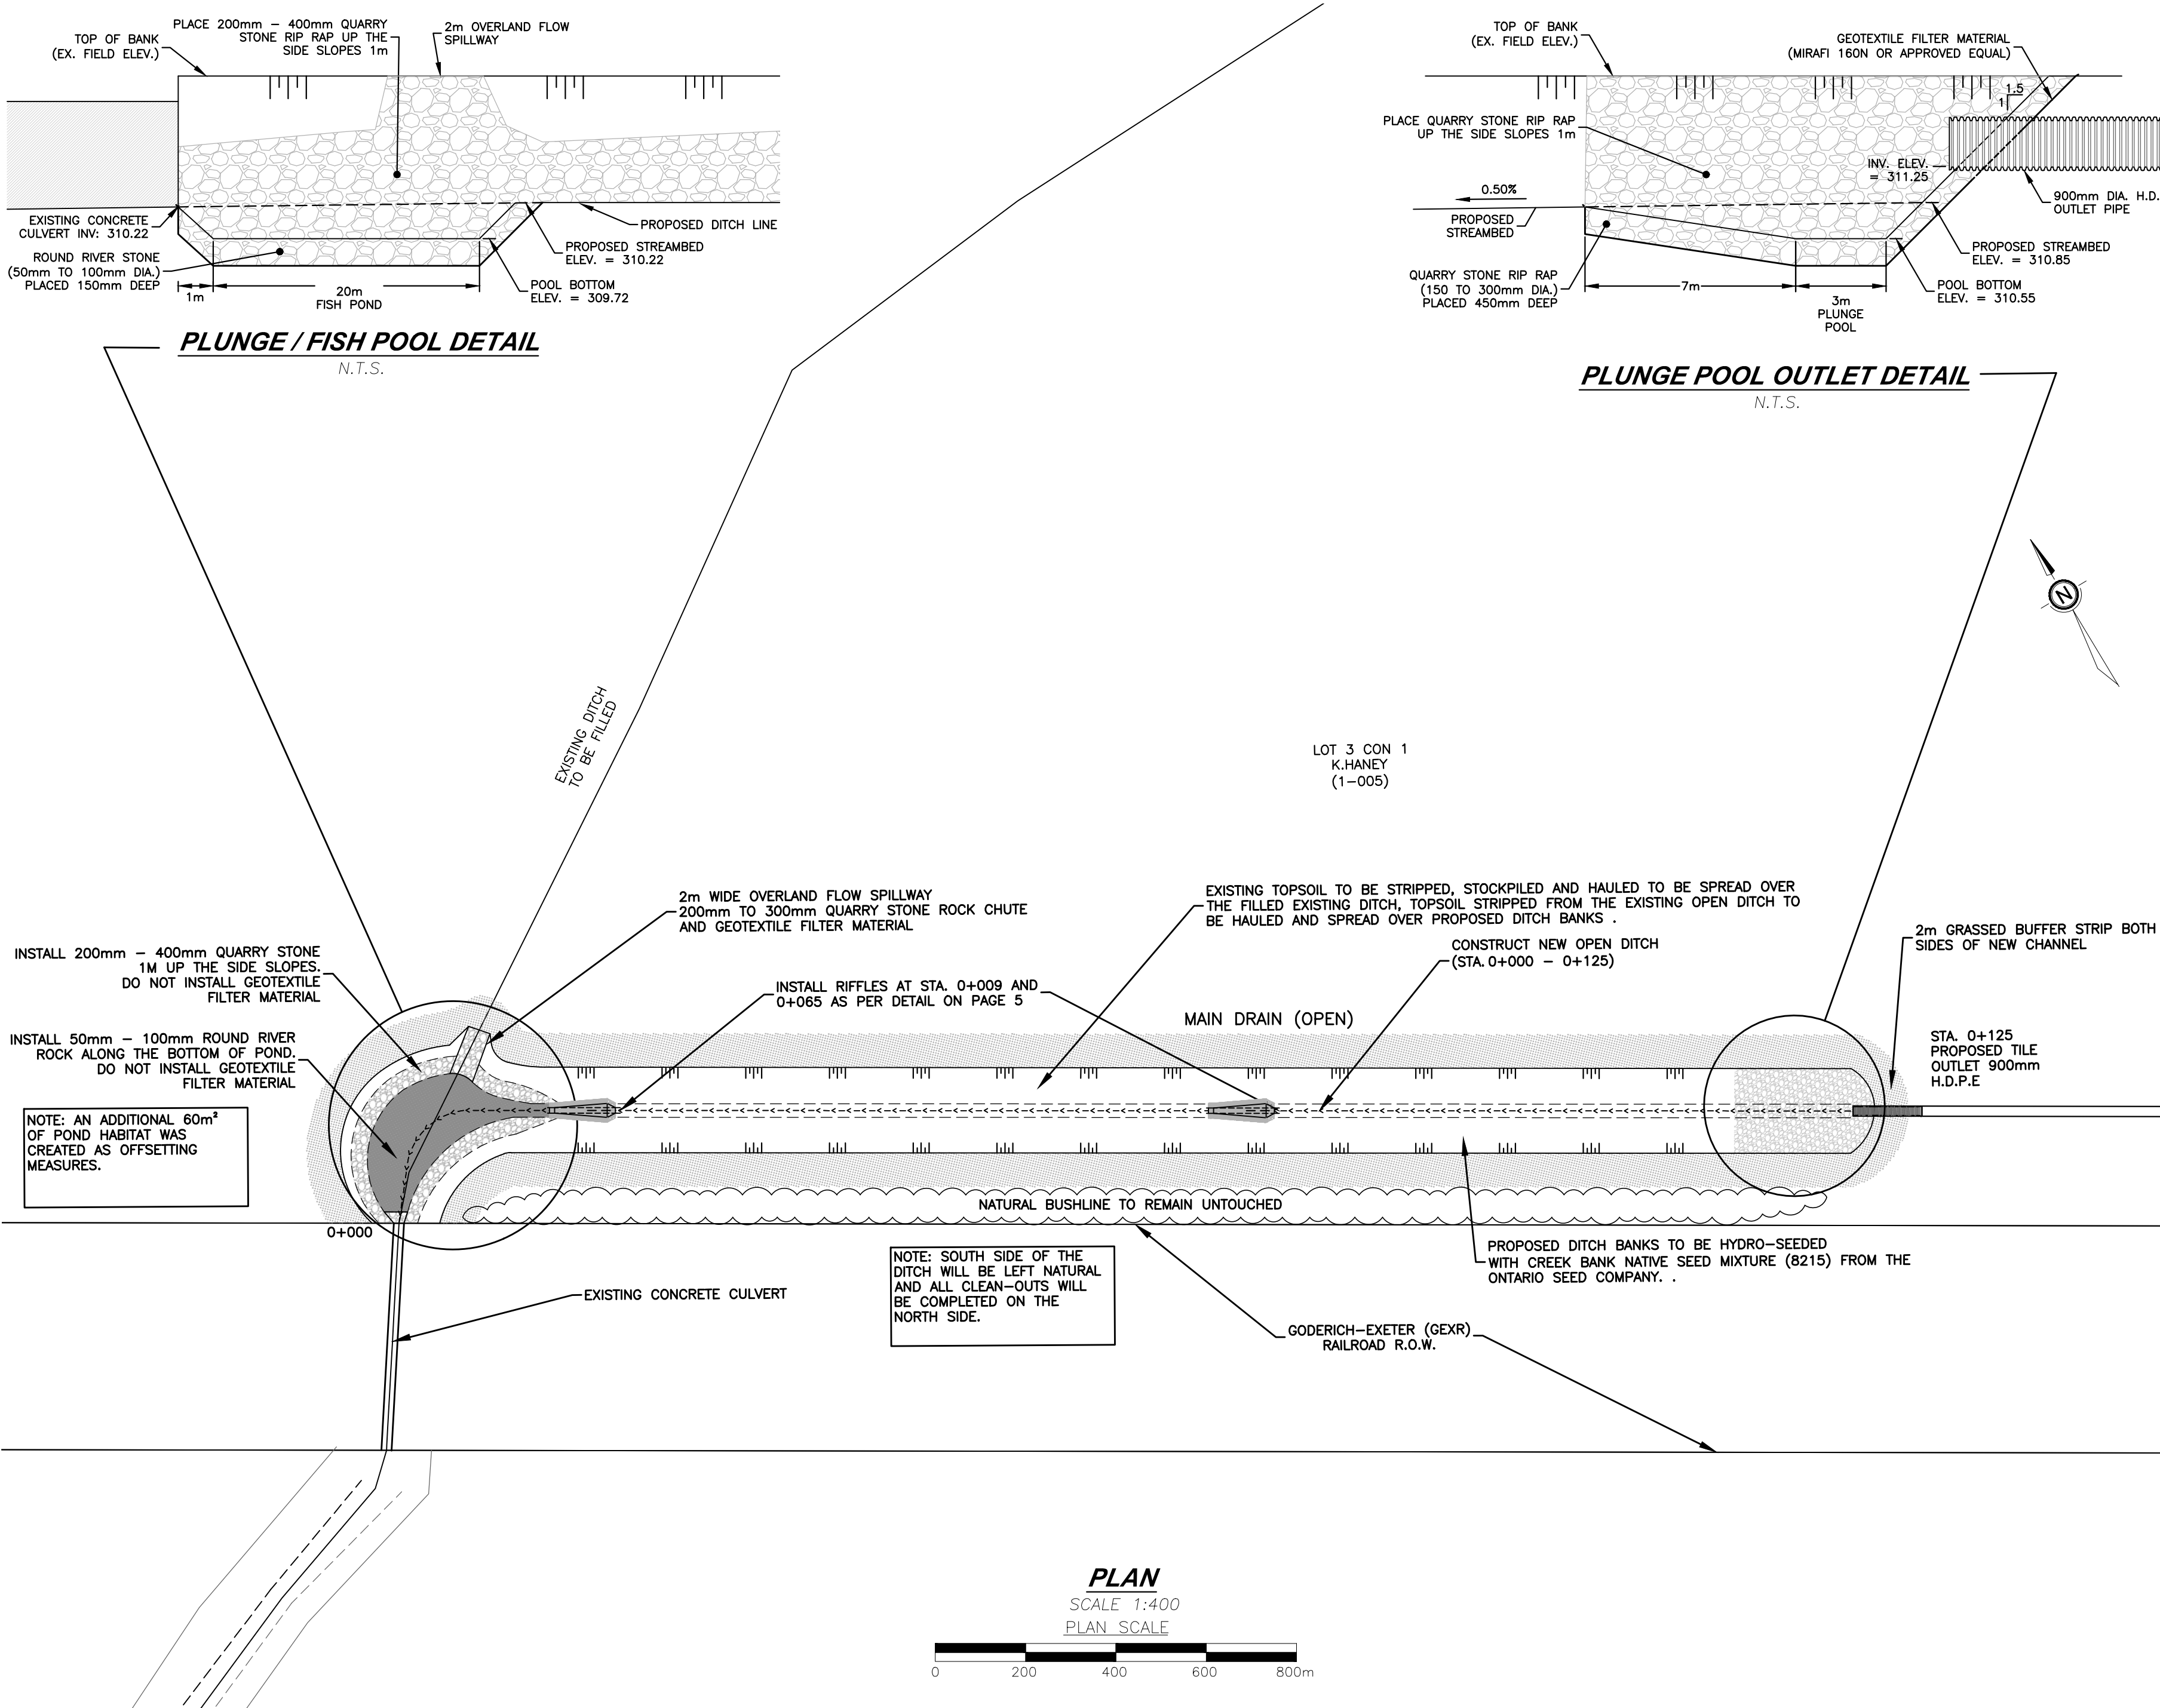 PLACE 200mm – 400mm QUARRY
STONE RIP RAP UP THE
SIDE SLOPES 1m
2m OVERLAND FLOW
SPILLWAY
TOP OF BANK
(EX. FIELD ELEV.)
EXISTING CONCRETE
CULVERT INV: 310.22
ROUND RIVER STONE
(50mm TO 100mm DIA.)
PLACED 150mm DEEP
1m
20m
FISH POND
PROPOSED DITCH LINE
PROPOSED STREAMBED
ELEV. = 310.22
POOL BOTTOM
ELEV. = 309.72
PLUNGE / FISH POOL DETAIL
N.T.S.
TOP OF BANK
(EX. FIELD ELEV.)
GEOTEXTILE FILTER MATERIAL
(MIRAFI 160N OR APPROVED EQUAL)
1.5
1
PLACE QUARRY STONE RIP RAP
UP THE SIDE SLOPES 1m
INV. ELEV.
= 311.25
0.50%
900mm DIA. H.D.
OUTLET PIPE
PROPOSED
STREAMBED
PROPOSED STREAMBED
ELEV. = 310.85
QUARRY STONE RIP RAP
(150 TO 300mm DIA.)
PLACED 450mm DEEP
7m
3m
PLUNGE
POOL
POOL BOTTOM
ELEV. = 310.55
PLUNGE POOL OUTLET DETAIL
N.T.S.
N
EXISTING DITCH
TO BE FILLED
LOT 3 CON 1
K.HANEY
(1–005)
2m WIDE OVERLAND FLOW SPILLWAY
200mm TO 300mm QUARRY STONE ROCK CHUTE
AND GEOTEXTILE FILTER MATERIAL
EXISTING TOPSOIL TO BE STRIPPED, STOCKPILED AND HAULED TO BE SPREAD OVER
THE FILLED EXISTING DITCH, TOPSOIL STRIPPED FROM THE EXISTING OPEN DITCH TO
BE HAULED AND SPREAD OVER PROPOSED DITCH BANKS .
2m GRASSED BUFFER STRIP BOTH
SIDES OF NEW CHANNEL
INSTALL 200mm – 400mm QUARRY STONE
1M UP THE SIDE SLOPES.
DO NOT INSTALL GEOTEXTILE
FILTER MATERIAL
CONSTRUCT NEW OPEN DITCH
(STA. 0+000 – 0+125)
INSTALL RIFFLES AT STA. 0+009 AND
0+065 AS PER DETAIL ON PAGE 5
MAIN DRAIN (OPEN)
INSTALL 50mm – 100mm ROUND RIVER
ROCK ALONG THE BOTTOM OF POND.
DO NOT INSTALL GEOTEXTILE
FILTER MATERIAL
STA. 0+125
PROPOSED TILE
OUTLET 900mm
H.D.P.E
NOTE: AN ADDITIONAL 60m²
OF POND HABITAT WAS
CREATED AS OFFSETTING
MEASURES.
NATURAL BUSHLINE TO REMAIN UNTOUCHED
0+000
NOTE: SOUTH SIDE OF THE
DITCH WILL BE LEFT NATURAL
AND ALL CLEAN–OUTS WILL
BE COMPLETED ON THE
NORTH SIDE.
PROPOSED DITCH BANKS TO BE HYDRO–SEEDED
WITH CREEK BANK NATIVE SEED MIXTURE (8215) FROM THE
ONTARIO SEED COMPANY. .
EXISTING CONCRETE CULVERT
GODERICH–EXETER (GEXR)
RAILROAD R.O.W.
PLAN
SCALE 1:400
PLAN SCALE
0 200 400 600 800m